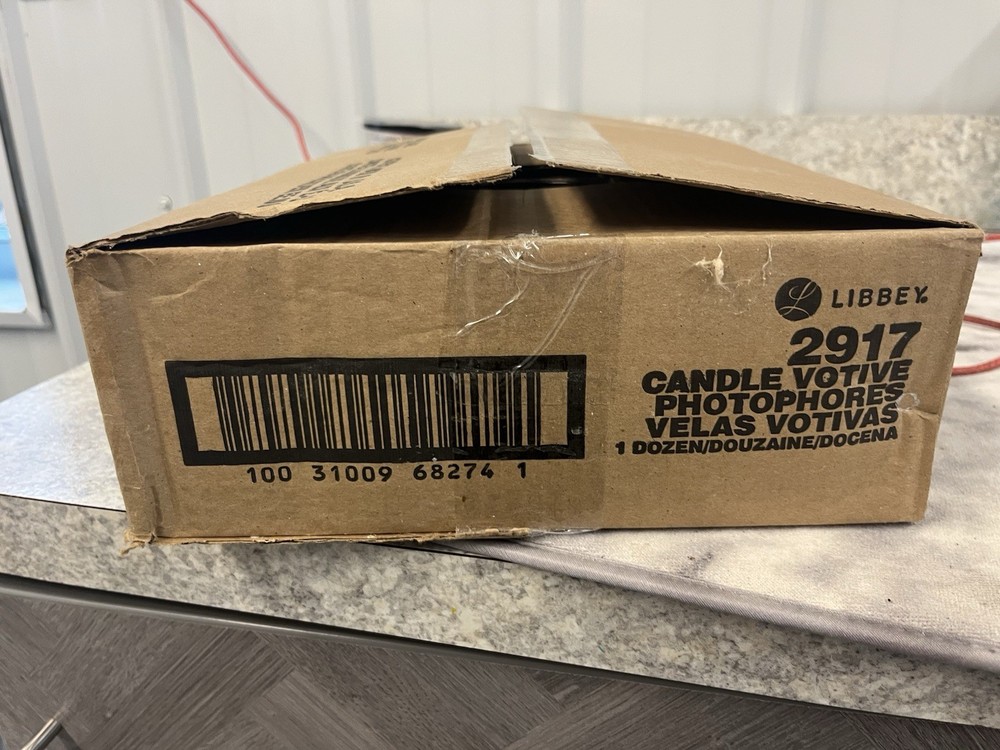 LIBBEY
2917
CANDLE VOTIVE
PHOTOPHORES
VELAS VOTIVAS
1 DOZEN/DOUZAINE/DOCENA
100 31009 68274 1